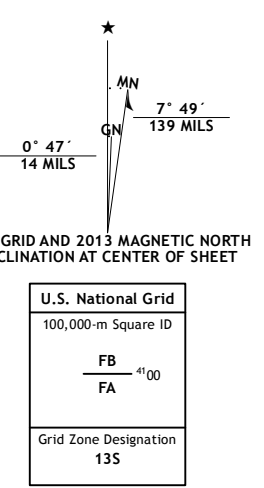 ★
MN
GN
7° 49´
139 MILS
0° 47´
14 MILS
GRID AND 2013 MAGNETIC NORTH
CLINATION AT CENTER OF SHEET
U.S. National Grid
100,000-m Square ID
FB
4100
FA
Grid Zone Designation
13S